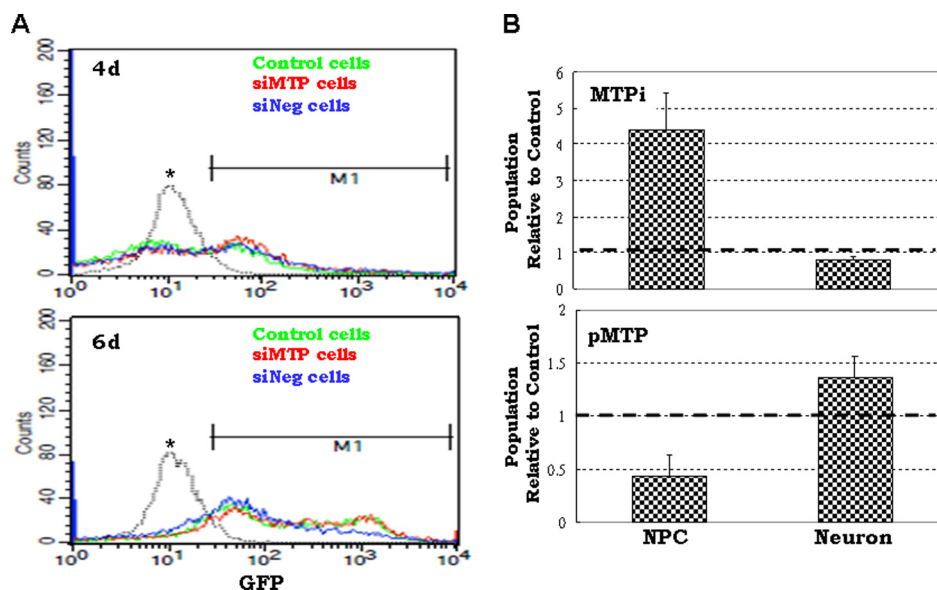 A
B
200
160
120
80
40
0
Counts
4d
Control cells
siMTP cells
siNeg cells
*
M1
10⁰ 10¹ 10² 10³ 10⁴
200
160
120
80
40
0
Counts
6d
Control cells
siMTP cells
siNeg cells
*
M1
10⁰ 10¹ 10² 10³ 10⁴
GFP
Population
Relative to Control
6
5
4
3
2
1
0
MTPi
Population
Relative to Control
2
1.5
1
0.5
0
pMTP
NPC Neuron